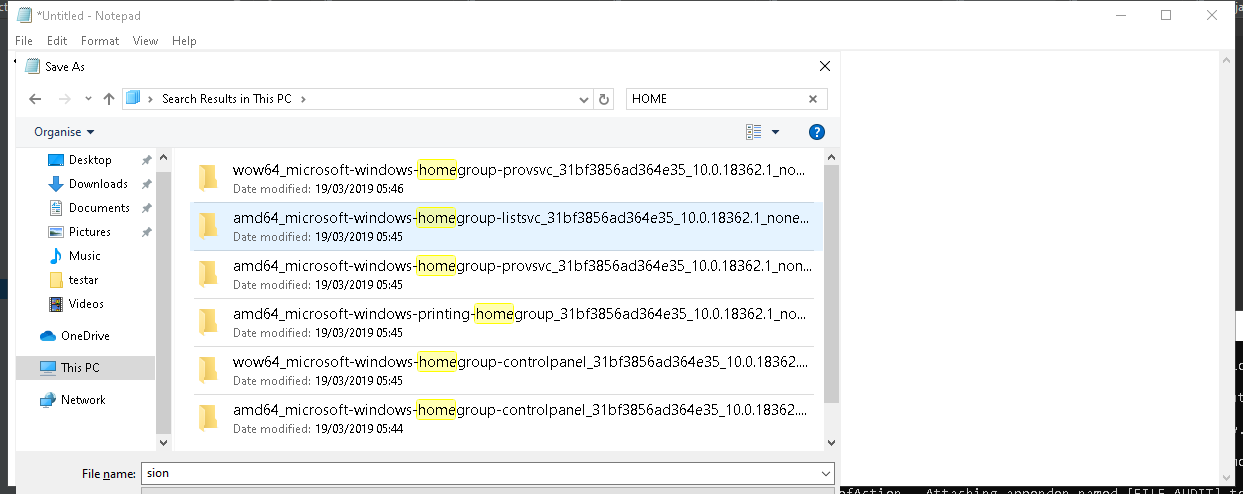 *Untitled - Notepad
File Edit Format View Help
Save As
Search Results in This PC
HOME
Organise
Desktop
Downloads
Documents
Pictures
Music
testar
Videos
OneDrive
This PC
Network
wow64_microsoft-windows-homegroup-provsvc_31bf3856ad364e35_10.0.18362.1_no...
Date modified: 19/03/2019 05:46
amd64_microsoft-windows-homegroup-listsvc_31bf3856ad364e35_10.0.18362.1_none...
Date modified: 19/03/2019 05:45
amd64_microsoft-windows-homegroup-provsvc_31bf3856ad364e35_10.0.18362.1_non...
Date modified: 19/03/2019 05:45
amd64_microsoft-windows-printing-homegroup_31bf3856ad364e35_10.0.18362.1_no...
Date modified: 19/03/2019 05:45
wow64_microsoft-windows-homegroup-controlpanel_31bf3856ad364e35_10.0.18362....
Date modified: 19/03/2019 05:45
amd64_microsoft-windows-homegroup-controlpanel_31bf3856ad364e35_10.0.18362....
Date modified: 19/03/2019 05:44
File name: sion
Attaching appender named [FILE_AUDIT] to